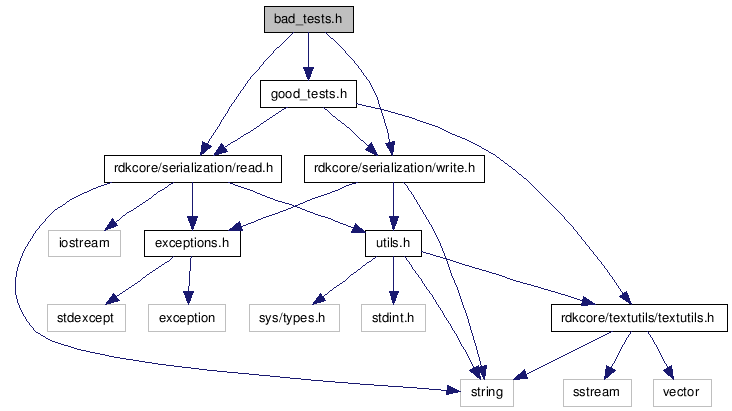 bad_tests.h
good_tests.h
rdkcore/serialization/read.h
rdkcore/serialization/write.h
iostream
exceptions.h
utils.h
stdexcept
exception
sys/types.h
stdint.h
rdkcore/textutils/textutils.h
string
sstream
vector